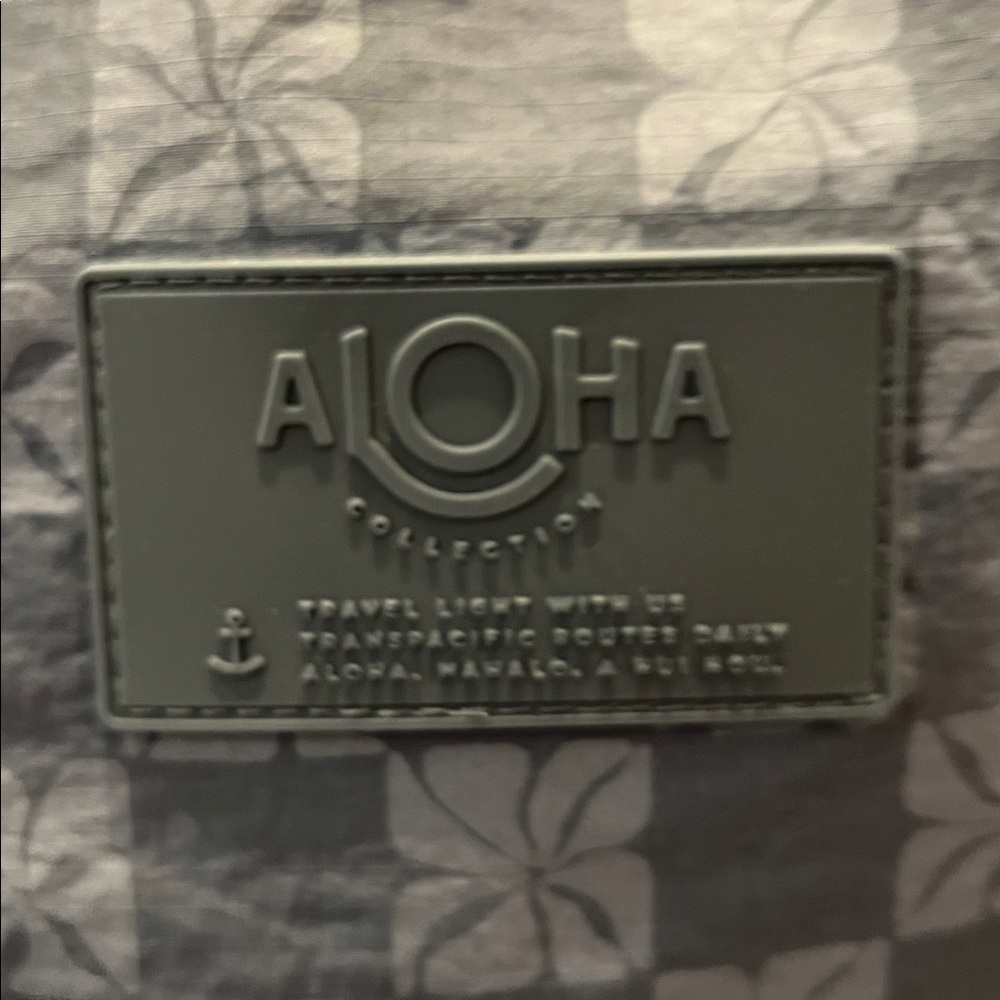 ALOHA
COLLECTION
TRAVEL LIGHT WITH US
TRANSPACIFIC ROUTES DAILY
ALOHA, MAHALO, A HUI HOU.